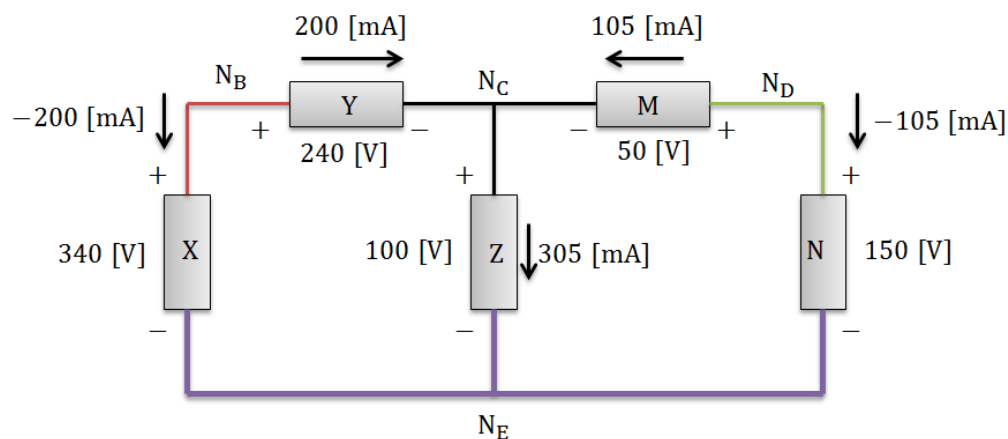 200 [mA]
105 [mA]
N_B
N_C
N_D
−200 [mA]
Y
M
−105 [mA]
+
−
−
+
240 [V]
50 [V]
+
+
+
340 [V]
X
100 [V]
Z
305 [mA]
N
150 [V]
−
−
−
N_E